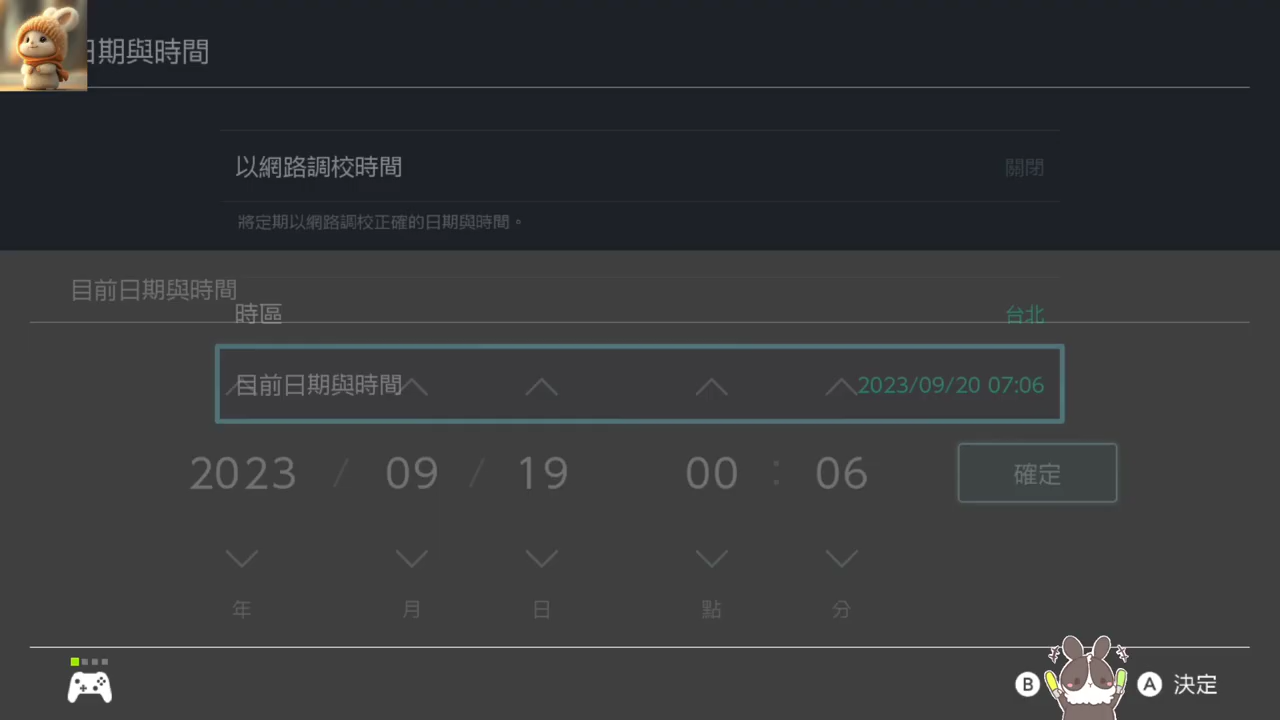 日期與時間
以網路調校時間 關閉
將定期以網路調校正確的日期與時間。
目前日期與時間
時區 台北
目前日期與時間 2023/09/20 07:06
2023 / 09 / 19 00 : 06 確定
年 月 日 點 分
B A 決定